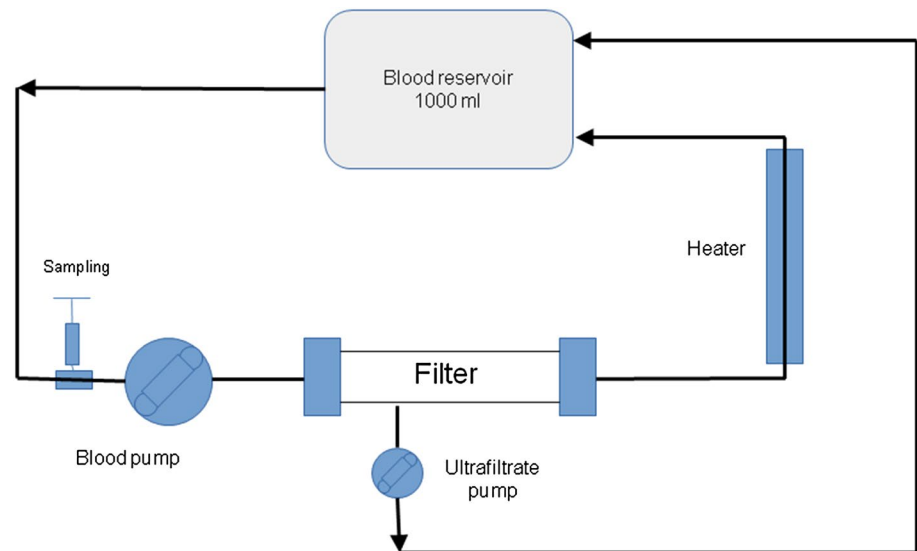 Blood reservoir
1000 ml
Heater
Sampling
Filter
Blood pump
Ultrafiltrate
pump